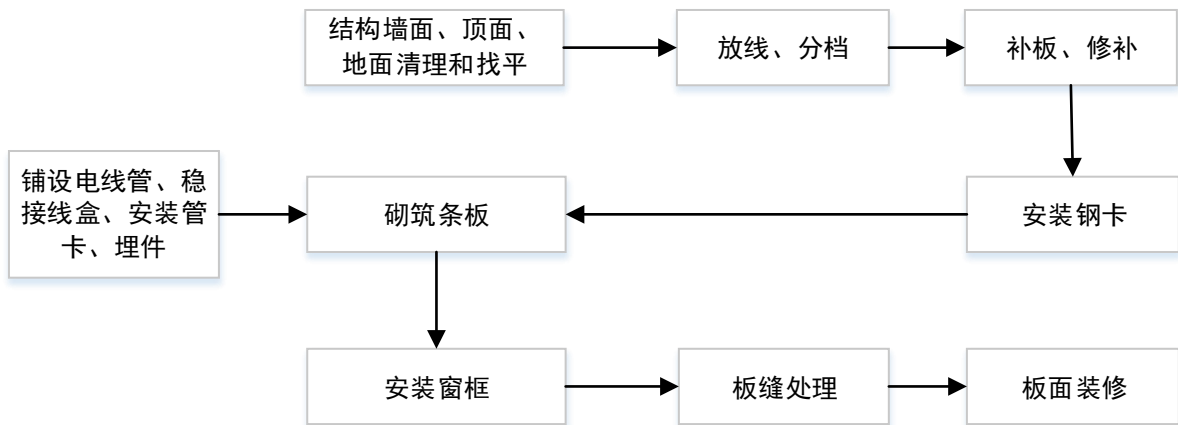 结构墙面、顶面、
地面清理和找平
放线、分档
补板、修补
铺设电线管、稳
接线盒、安装管
卡、埋件
砌筑条板
安装钢卡
安装窗框
板缝处理
板面装修